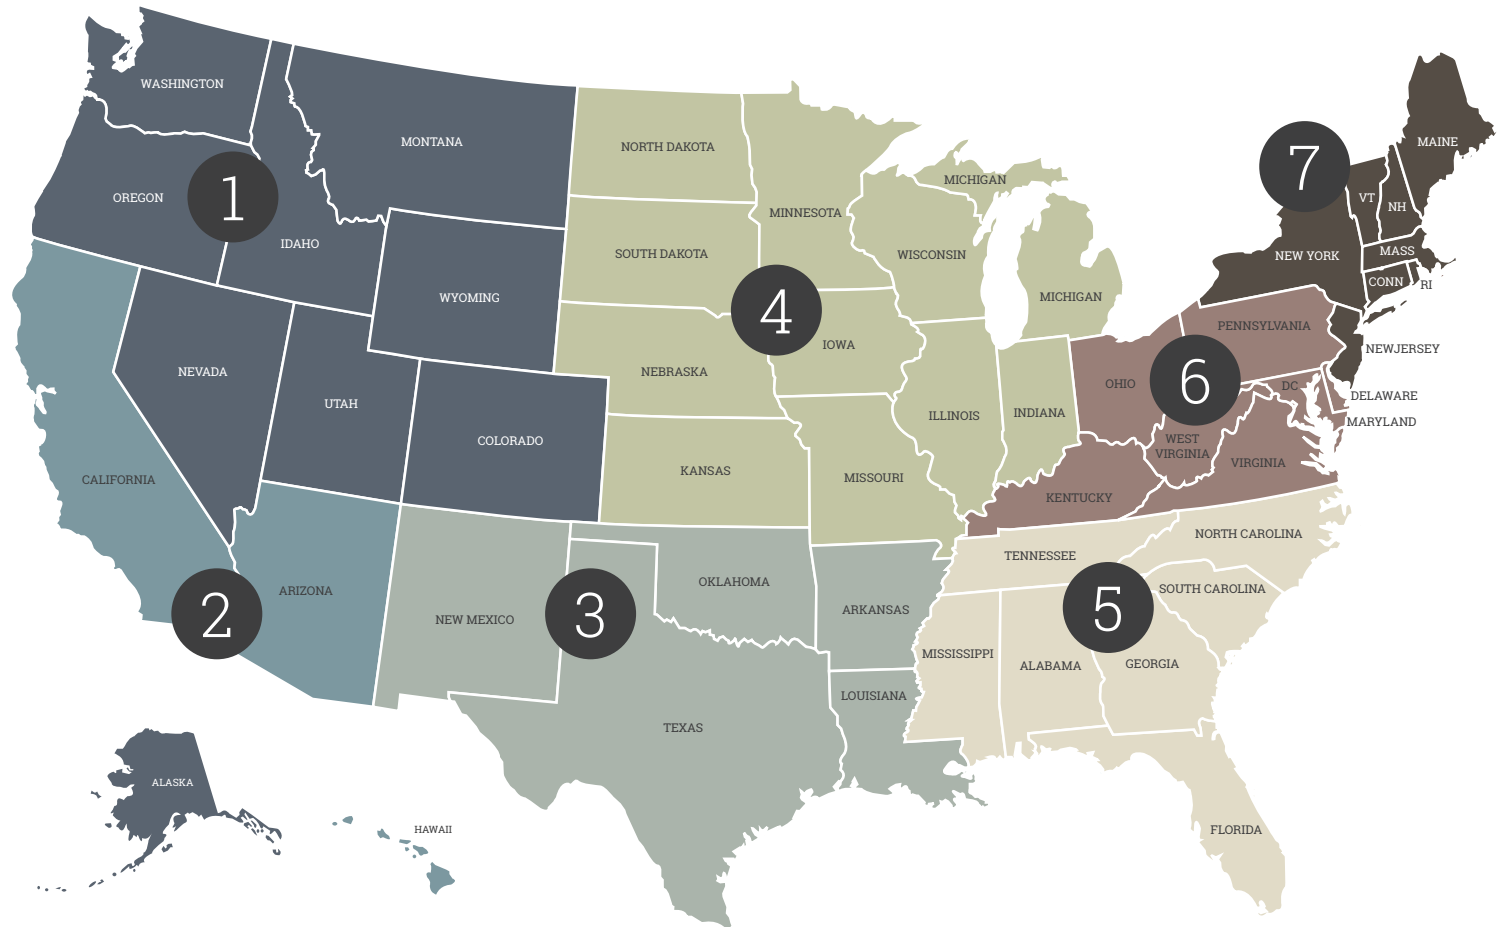 WASHINGTON
MONTANA
OREGON
1
IDAHO
WYOMING
NEVADA
UTAH
COLORADO
CALIFORNIA
ARIZONA
2
ALASKA
HAWAII
NEW MEXICO
3
OKLAHOMA
ARKANSAS
LOUISIANA
TEXAS
NORTH DAKOTA
SOUTH DAKOTA
MINNESOTA
MICHIGAN
WISCONSIN
MICHIGAN
4
IOWA
NEBRASKA
ILLINOIS
INDIANA
KANSAS
MISSOURI
TENNESSEE
NORTH CAROLINA
SOUTH CAROLINA
5
MISSISSIPPI
ALABAMA
GEORGIA
FLORIDA
PENNSYLVANIA
OHIO
6
DC
DELAWARE
MARYLAND
WEST
VIRGINIA
VIRGINIA
KENTUCKY
7
MAINE
VT
NH
NEW YORK
MASS
CONN
RI
NEWJERSEY